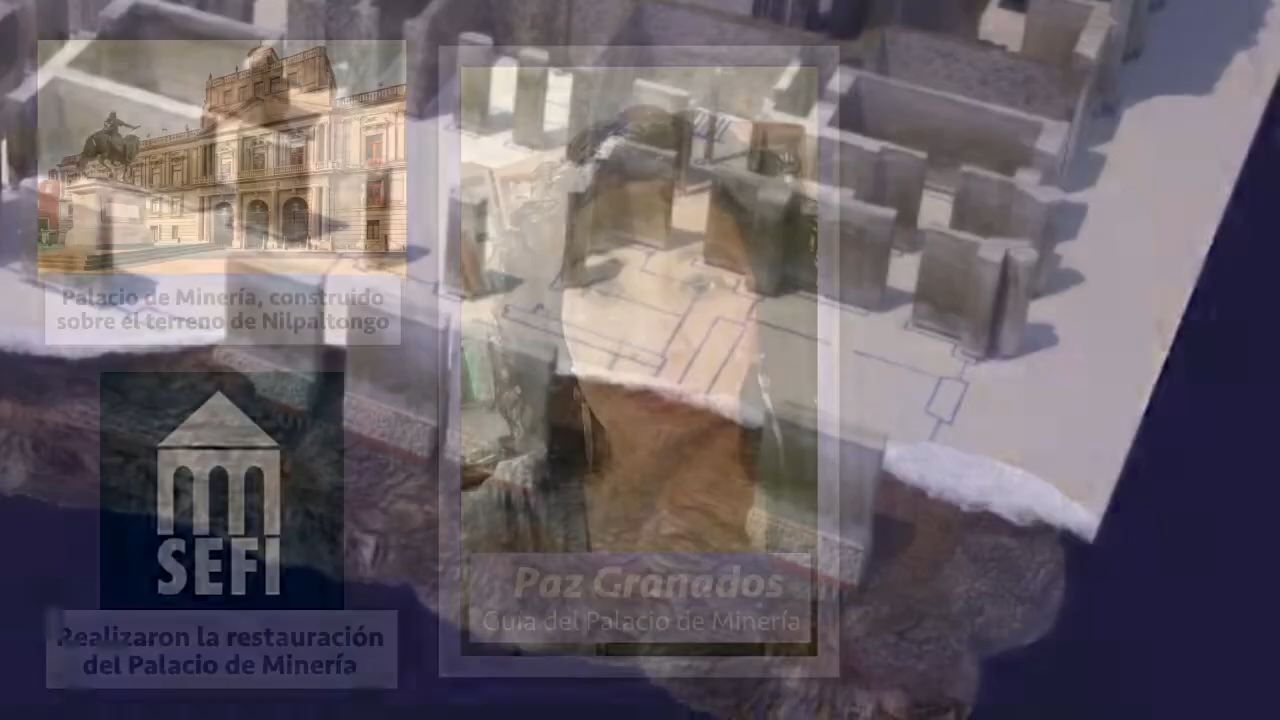 Palacio de Minería, construido
sobre el terreno de Nilpaltongo
SEFI
Realizaron la restauración
del Palacio de Minería
Paz Granados
Guía del Palacio de Minería